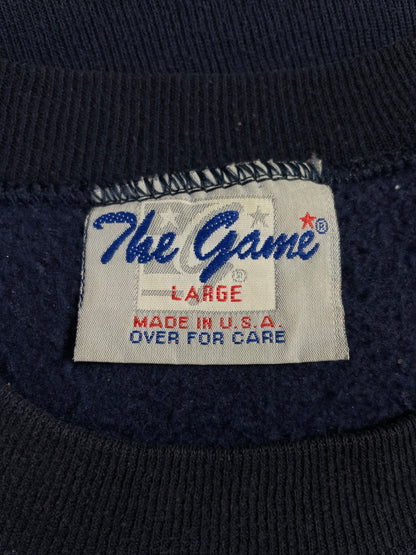 The Game®
®
LARGE
MADE IN U.S.A.
OVER FOR CARE